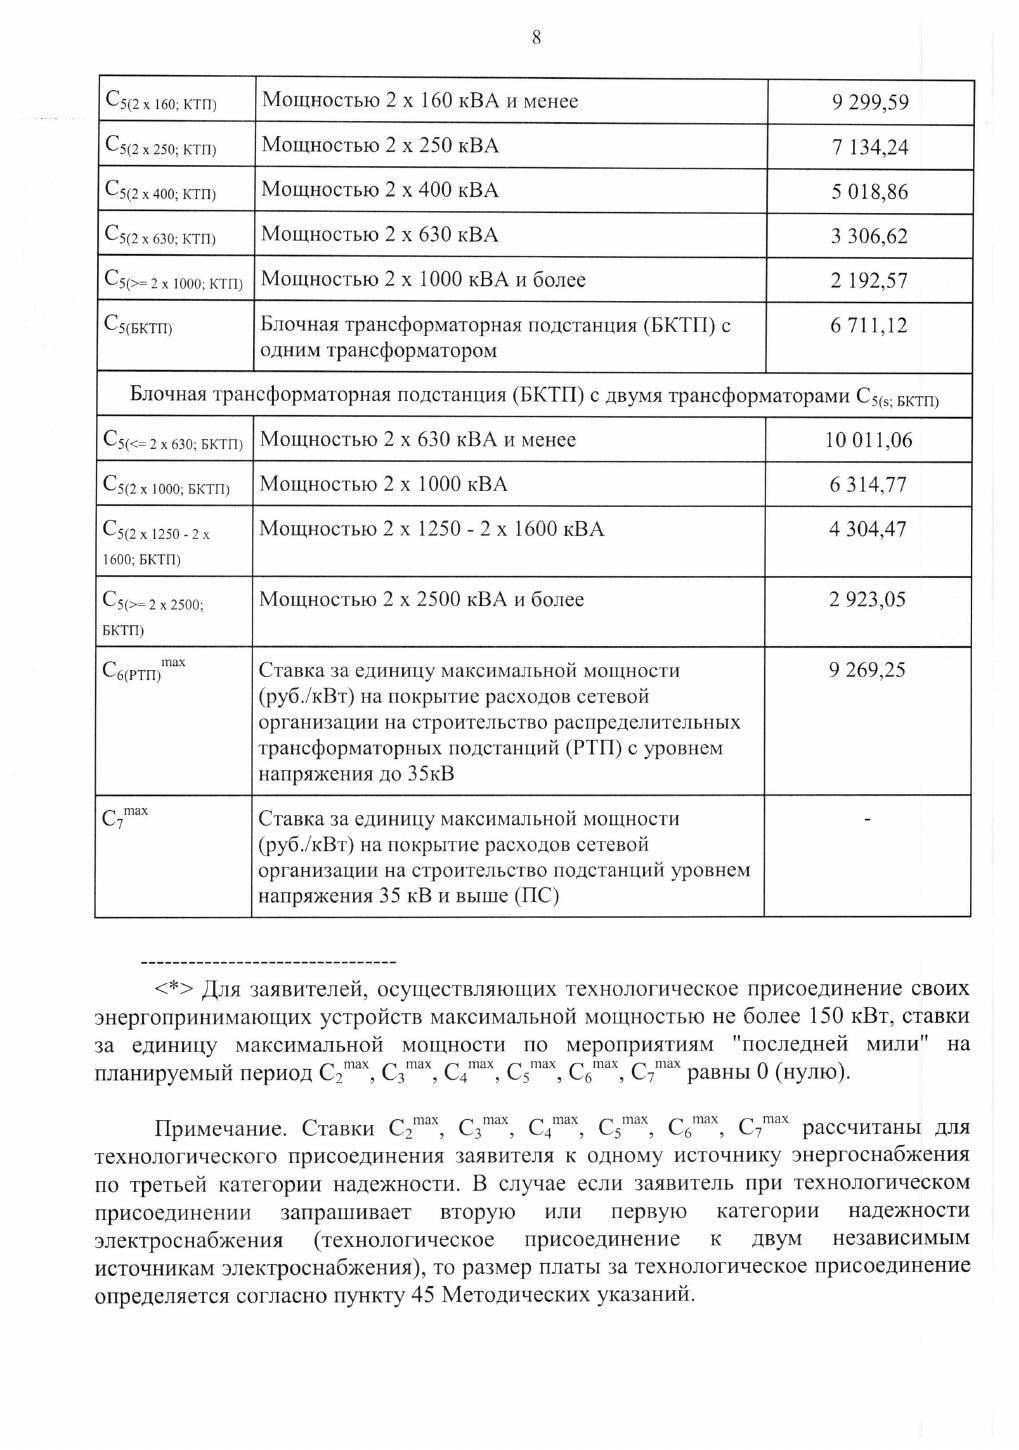 8
C5(2 x 160; КТП) Мощностью 2 x 160 кВА и менее 9 299,59
C5(2 x 250; КТП) Мощностью 2 x 250 кВА 7 134,24
C5(2 x 400; КТП) Мощностью 2 x 400 кВА 5 018,86
C5(2 x 630; КТП) Мощностью 2 x 630 кВА 3 306,62
C5(>= 2 x 1000; КТП) Мощностью 2 x 1000 кВА и более 2 192,57
C5(БКТП) Блочная трансформаторная подстанция (БКТП) с 6 711,12
одним трансформатором
Блочная трансформаторная подстанция (БКТП) с двумя трансформаторами C5(s; БКТП)
C5(<= 2 x 630; БКТП) Мощностью 2 x 630 кВА и менее 10 011,06
C5(2 x 1000; БКТП) Мощностью 2 x 1000 кВА 6 314,77
C5(2 x 1250 - 2 x Мощностью 2 x 1250 - 2 x 1600 кВА 4 304,47
1600; БКТП)
C5(>= 2 x 2500; Мощностью 2 x 2500 кВА и более 2 923,05
БКТП)
C6(РТП)max Ставка за единицу максимальной мощности 9 269,25
(руб./кВт) на покрытие расходов сетевой
организации на строительство распределительных
трансформаторных подстанций (РТП) с уровнем
напряжения до 35кВ
C7max Ставка за единицу максимальной мощности -
(руб./кВт) на покрытие расходов сетевой
организации на строительство подстанций уровнем
напряжения 35 кВ и выше (ПС)
--------------------------------
<*> Для заявителей, осуществляющих технологическое присоединение своих
энергопринимающих устройств максимальной мощностью не более 150 кВт, ставки
за единицу максимальной мощности по мероприятиям "последней мили" на
планируемый период C2max, C3max, C4max, C5max, C6max, C7max равны 0 (нулю).
Примечание. Ставки C2max, C3max, C4max, C5max, C6max, C7max рассчитаны для
технологического присоединения заявителя к одному источнику энергоснабжения
по третьей категории надежности. В случае если заявитель при технологическом
присоединении запрашивает вторую или первую категории надежности
электроснабжения (технологическое присоединение к двум независимым
источникам электроснабжения), то размер платы за технологическое присоединение
определяется согласно пункту 45 Методических указаний.